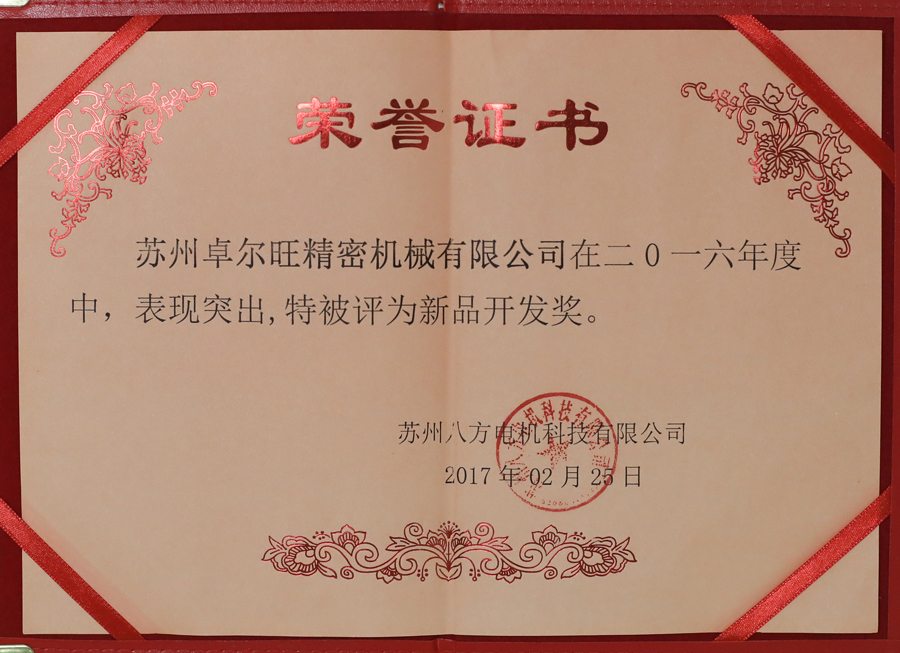 荣誉证书
苏州卓尔旺精密机械有限公司在二0一六年度
中，表现突出,特被评为新品开发奖。
苏州八方电机科技有限公司
2017年02月25日